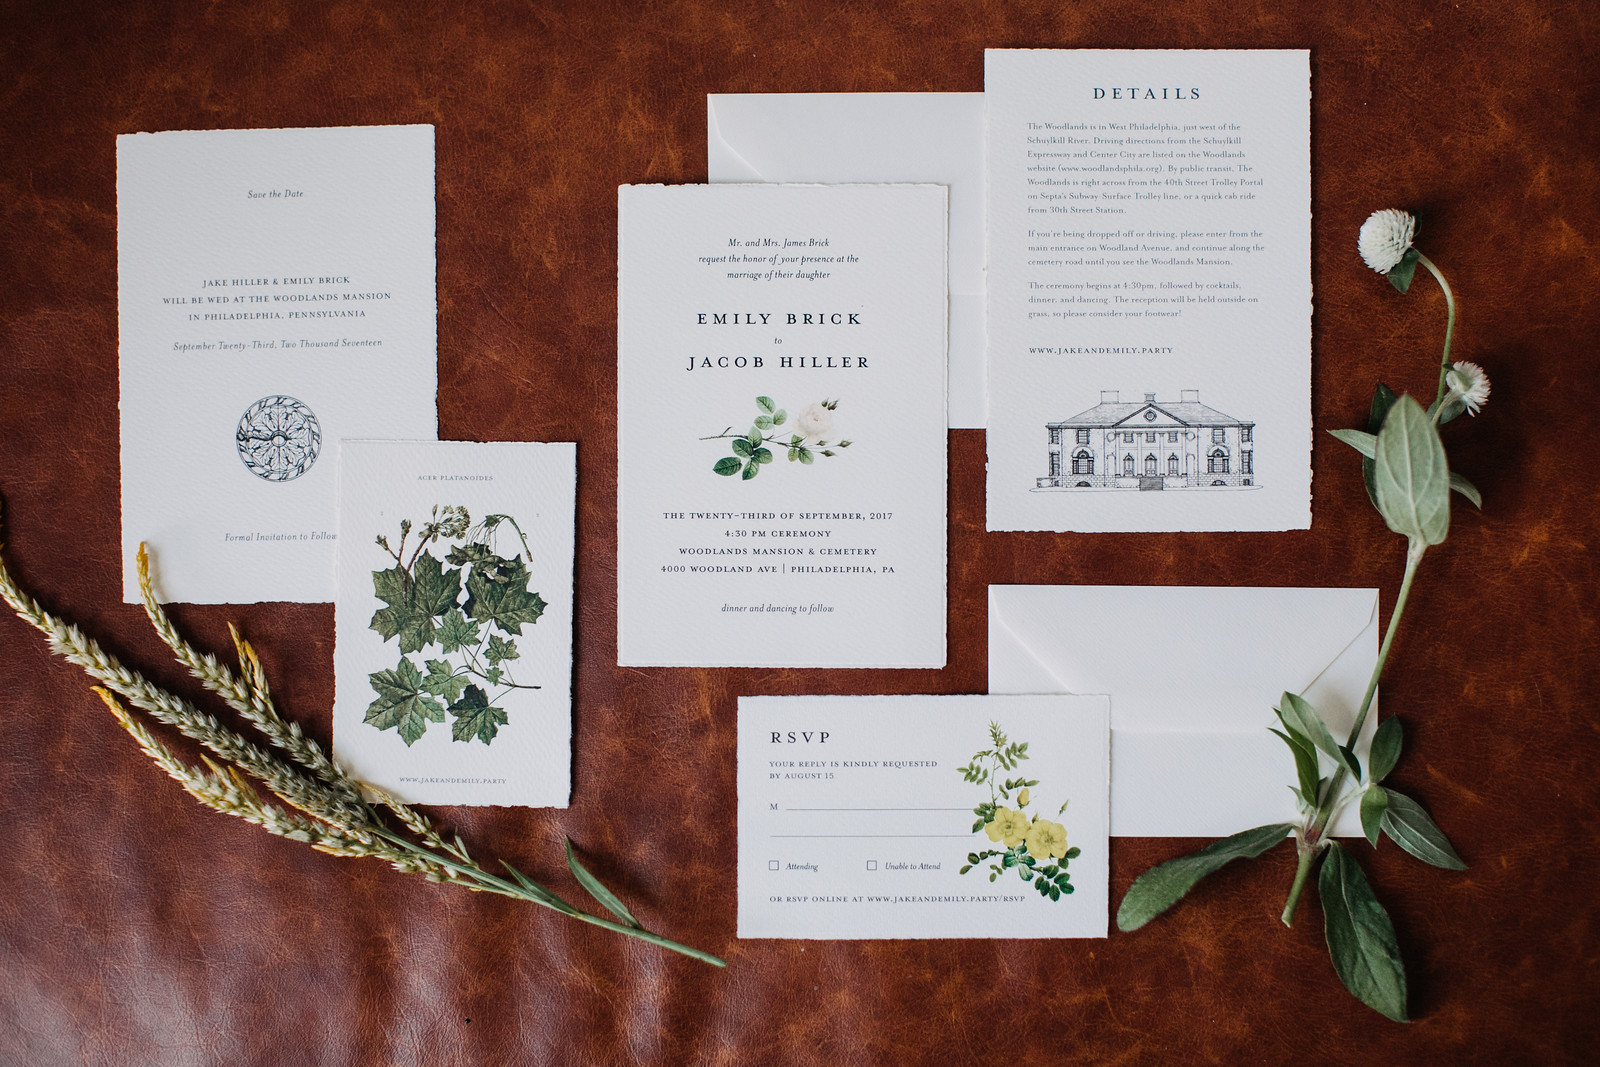 Save the Date
JAKE HILLER & EMILY BRICK
WILL BE WED AT THE WOODLANDS MANSION
IN PHILADELPHIA, PENNSYLVANIA
September Twenty-Third, Two Thousand Seventeen
Formal Invitation to Follow
ACER PLATANOIDES
WWW.JAKEANDEMILY.PARTY
Mr. and Mrs. James Brick
request the honor of your presence at the
marriage of their daughter
EMILY BRICK
to
JACOB HILLER
THE TWENTY-THIRD OF SEPTEMBER, 2017
4:30 PM CEREMONY
WOODLANDS MANSION & CEMETERY
4000 WOODLAND AVE | PHILADELPHIA, PA
dinner and dancing to follow
DETAILS
The Woodlands is in West Philadelphia, just west of the
Schuylkill River. Driving directions from the Schuylkill
Expressway and Center City are listed on the Woodlands
website (www.woodlandsphila.org). By public transit, The
Woodlands is right across from the 40th Street Trolley Portal
on Septa's Subway-Surface Trolley line, or a quick cab ride
from 30th Street Station.
If you're being dropped off or driving, please enter from the
main entrance on Woodland Avenue, and continue along the
cemetery road until you see the Woodlands Mansion.
The ceremony begins at 4:30pm, followed by cocktails,
dinner, and dancing. The reception will be held outside on
grass, so please consider your footwear!
WWW.JAKEANDEMILY.PARTY
RSVP
YOUR REPLY IS KINDLY REQUESTED
BY AUGUST 15
M
Attending
Unable to Attend
OR RSVP ONLINE AT WWW.JAKEANDEMILY.PARTY/RSVP